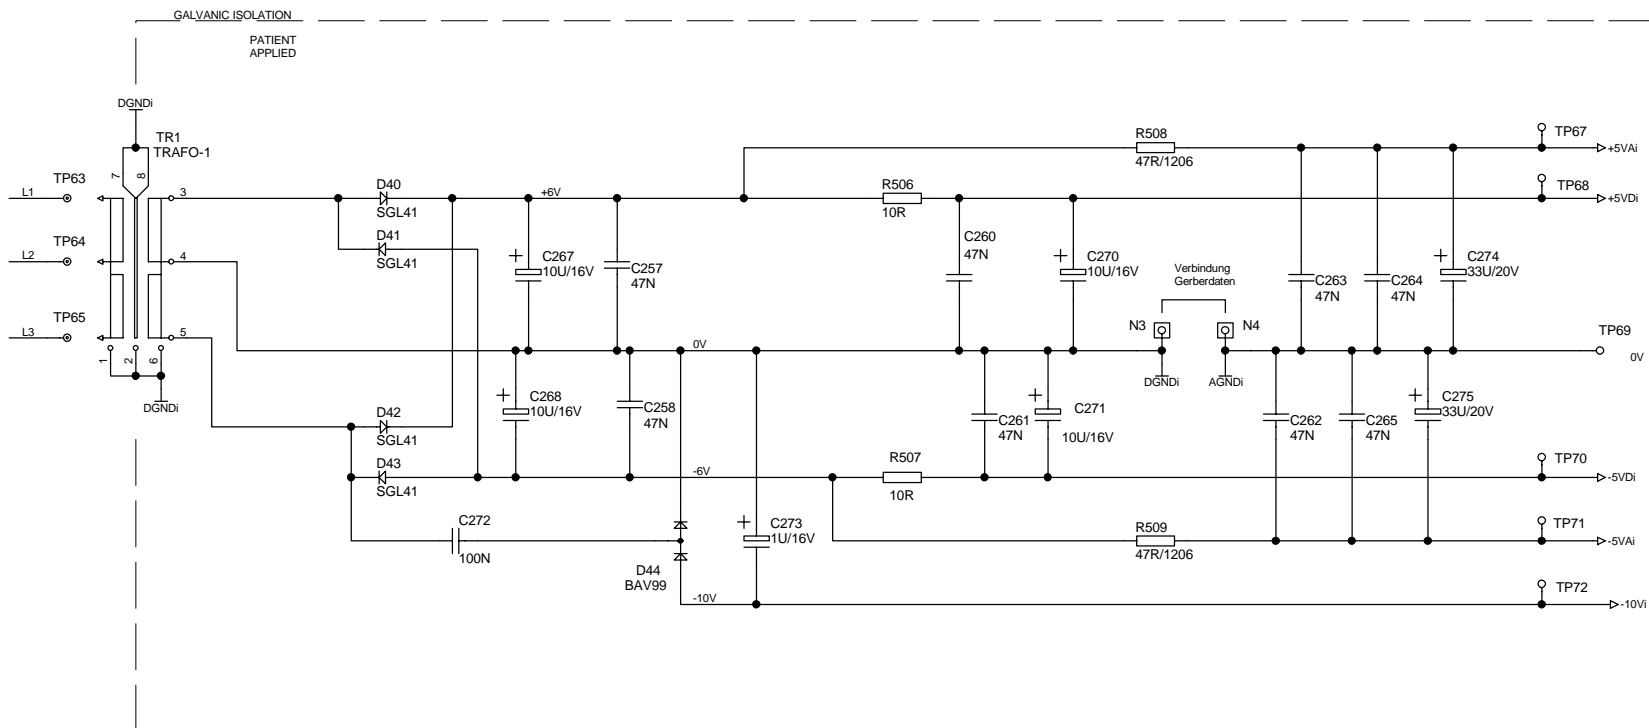 GALVANIC ISOLATION
PATIENT
APPLIED
DGNDi
TR1
TRAFO-1
7
8
TP63
L1
3
TP64
L2
4
TP65
L3
5
1
2
6
DGNDi
D40
SGL41
D41
SGL41
D42
SGL41
D43
SGL41
C272
100N
+6V
+
C267
10U/16V
C257
47N
0V
+
C268
10U/16V
C258
47N
-6V
D44
BAV99
-10V
+
C273
1U/16V
R506
10R
C260
47N
+
C270
10U/16V
C261
47N
+
C271
10U/16V
R507
10R
R508
47R/1206
Verbindung
Gerberdaten
N3
N4
DGNDi
AGNDi
R509
47R/1206
C263
47N
C264
47N
+
C274
33U/20V
C262
47N
C265
47N
+
C275
33U/20V
TP67
+5VAi
TP68
+5VDi
TP69
0V
TP70
-5VDi
TP71
-5VAi
TP72
-10Vi